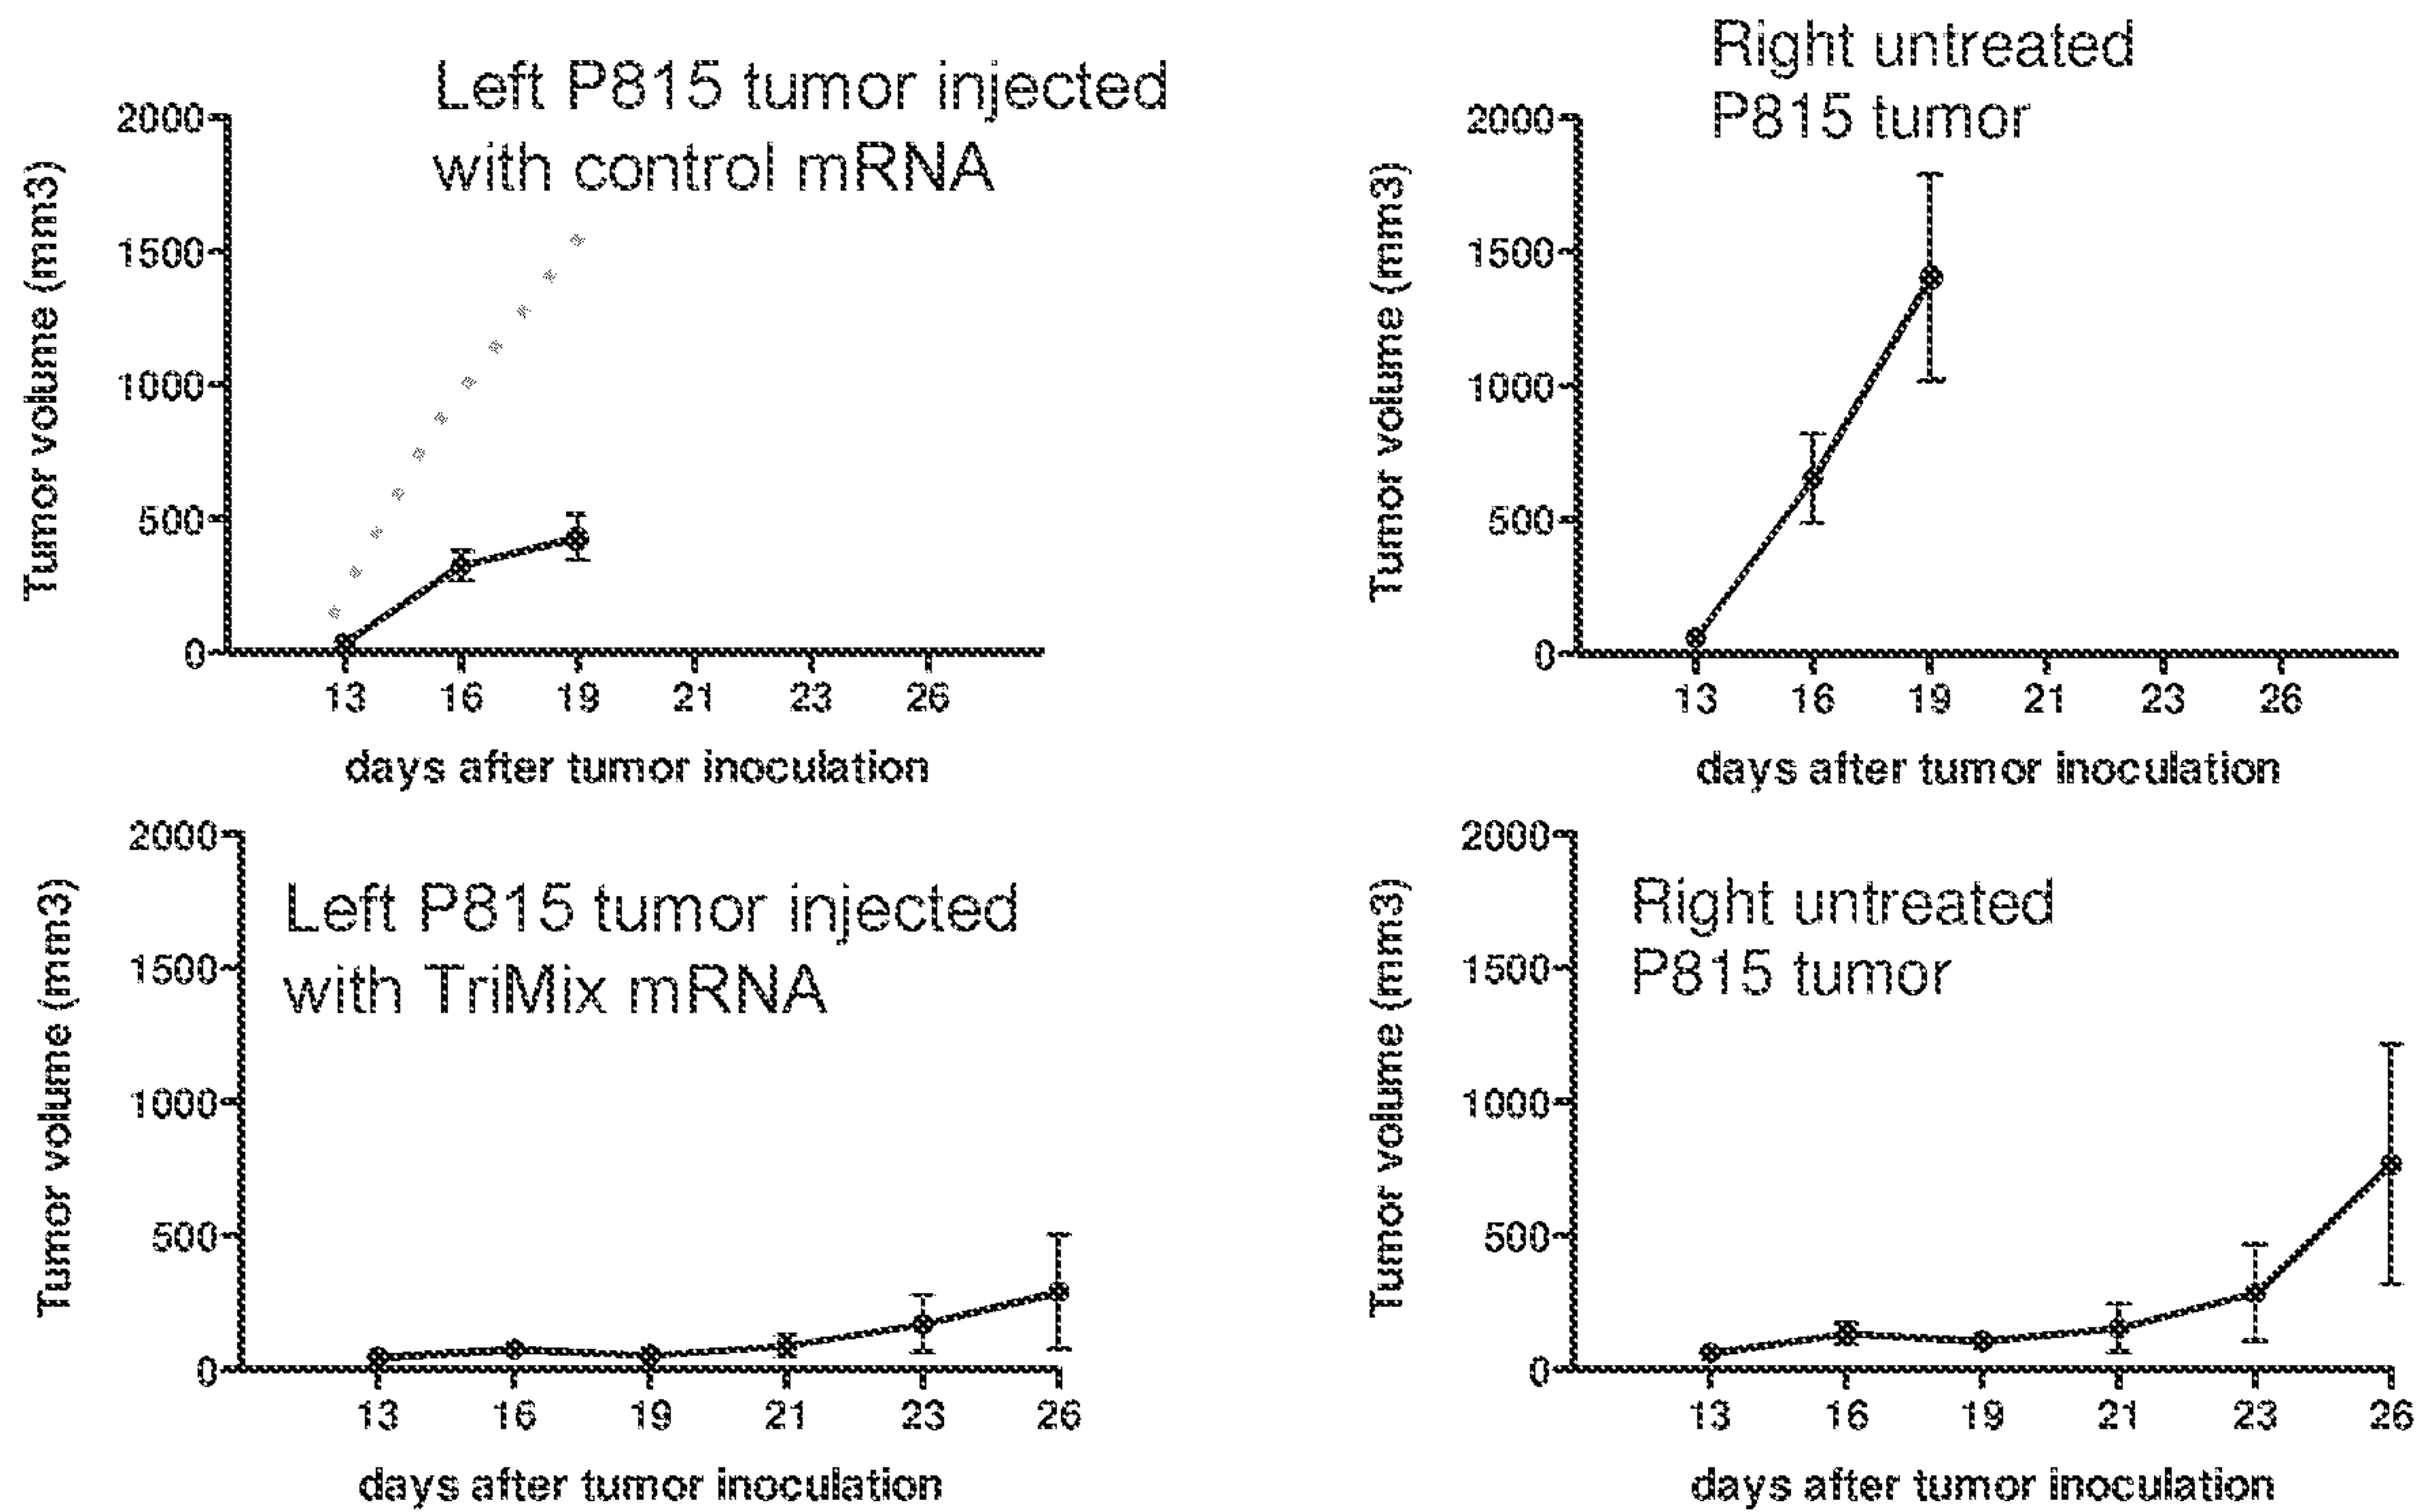 Left P815 tumor injected
with control mRNA
Tumor volume (mm3)
2000
1500
1000
500
0
13 16 19 21 23 26
days after tumor inoculation
Right untreated
P815 tumor
Tumor volume (mm3)
2000
1500
1000
500
0
13 16 19 21 23 26
days after tumor inoculation
Left P815 tumor injected
with TriMix mRNA
Tumor volume (mm3)
2000
1500
1000
500
0
13 16 19 21 23 26
days after tumor inoculation
Right untreated
P815 tumor
Tumor volume (mm3)
2000
1500
1000
500
0
13 16 19 21 23 26
days after tumor inoculation